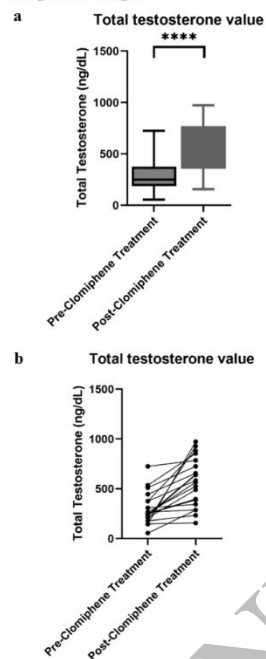 a
Total testosterone value
****
Total Testosterone (ng/dL)
1500
1000
500
0
Pre-Clomiphene Treatment
Post-Clomiphene Treatment
b
Total testosterone value
Total Testosterone (ng/dL)
1500
1000
500
0
Pre-Clomiphene Treatment
Post-Clomiphene Treatment